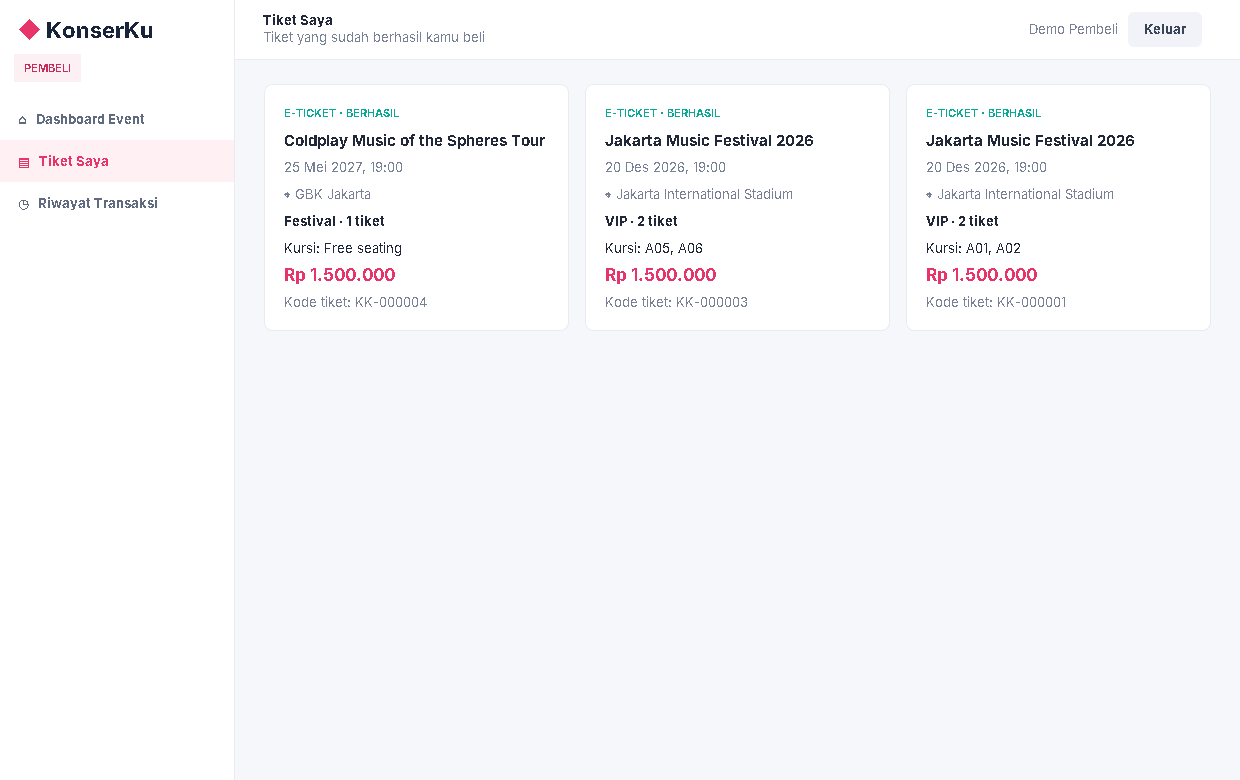 KonserKu
PEMBELI
Dashboard Event
Tiket Saya
Riwayat Transaksi
Tiket Saya
Tiket yang sudah berhasil kamu beli
Demo Pembeli
Keluar
E-TICKET · BERHASIL
Coldplay Music of the Spheres Tour
25 Mei 2027, 19:00
GBK Jakarta
Festival · 1 tiket
Kursi: Free seating
Rp 1.500.000
Kode tiket: KK-000004
E-TICKET · BERHASIL
Jakarta Music Festival 2026
20 Des 2026, 19:00
Jakarta International Stadium
VIP · 2 tiket
Kursi: A05, A06
Rp 1.500.000
Kode tiket: KK-000003
E-TICKET · BERHASIL
Jakarta Music Festival 2026
20 Des 2026, 19:00
Jakarta International Stadium
VIP · 2 tiket
Kursi: A01, A02
Rp 1.500.000
Kode tiket: KK-000001